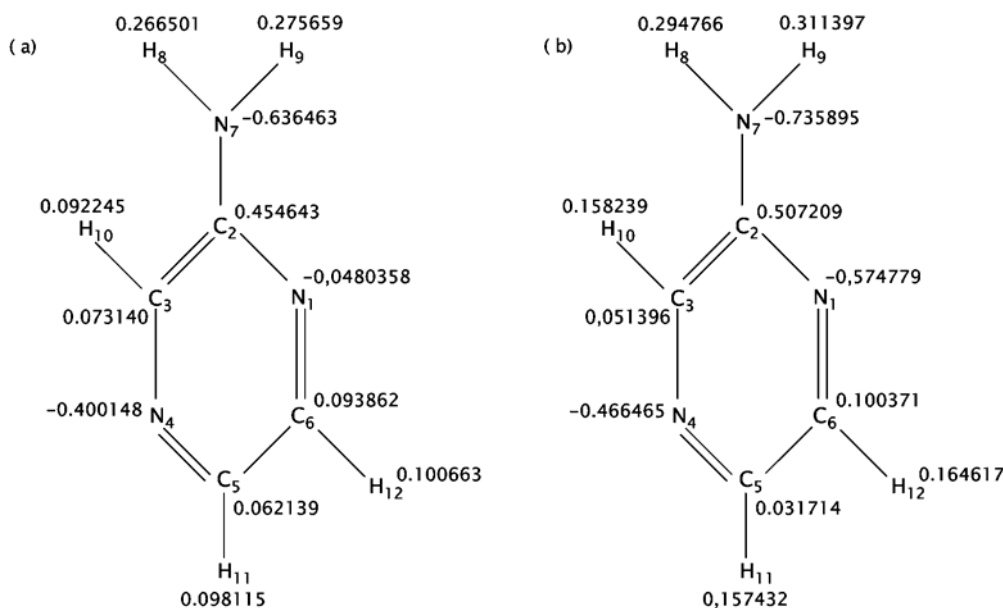 0.266501 0.275659 0.294766 0.311397
(a) H8 H9 (b) H8 H9
N7 -0.636463 N7 -0.735895
0.092245 0.454643 0.158239 0.507209
H10 C2 H10 C2
-0,0480358 -0,574779
C3 N1 C3 N1
0.073140 0,051396
-0.400148 N4 0.093862 -0.466465 N4 0.100371
C6 C6
C5 0.100663 C5 0.164617
H12 H12
0.062139 0.031714
H11 H11
0.098115 0,157432